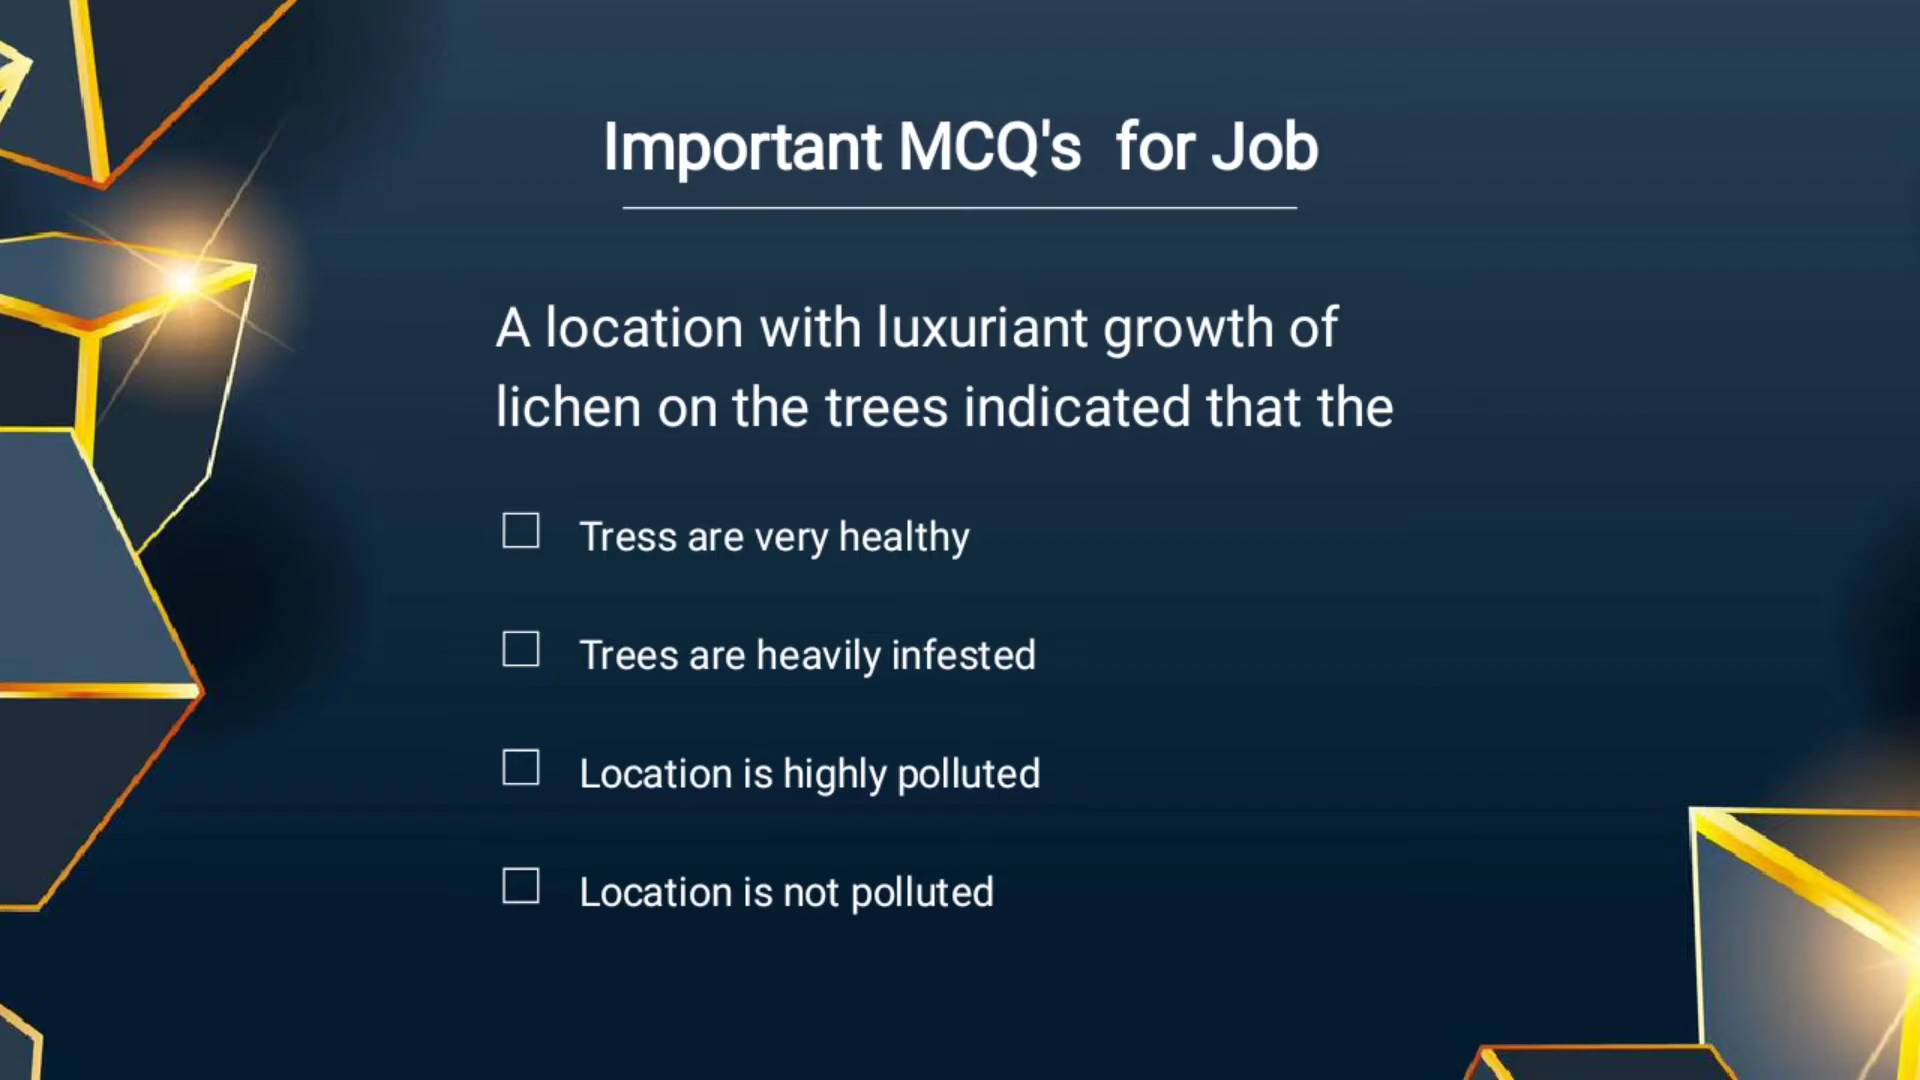 Important MCQ's  for Job
A location with luxuriant growth of
lichen on the trees indicated that the
☐ Tress are very healthy
☐ Trees are heavily infested
☐ Location is highly polluted
☐ Location is not polluted